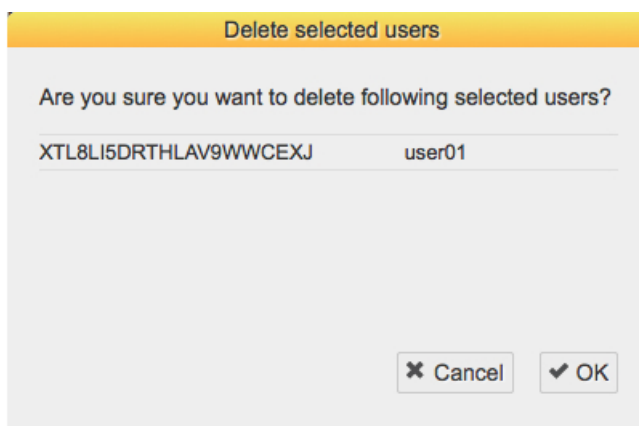 Delete selected users
Are you sure you want to delete following selected users?
XTL8LI5DRTHLAV9WWCEXJ user01
Cancel OK